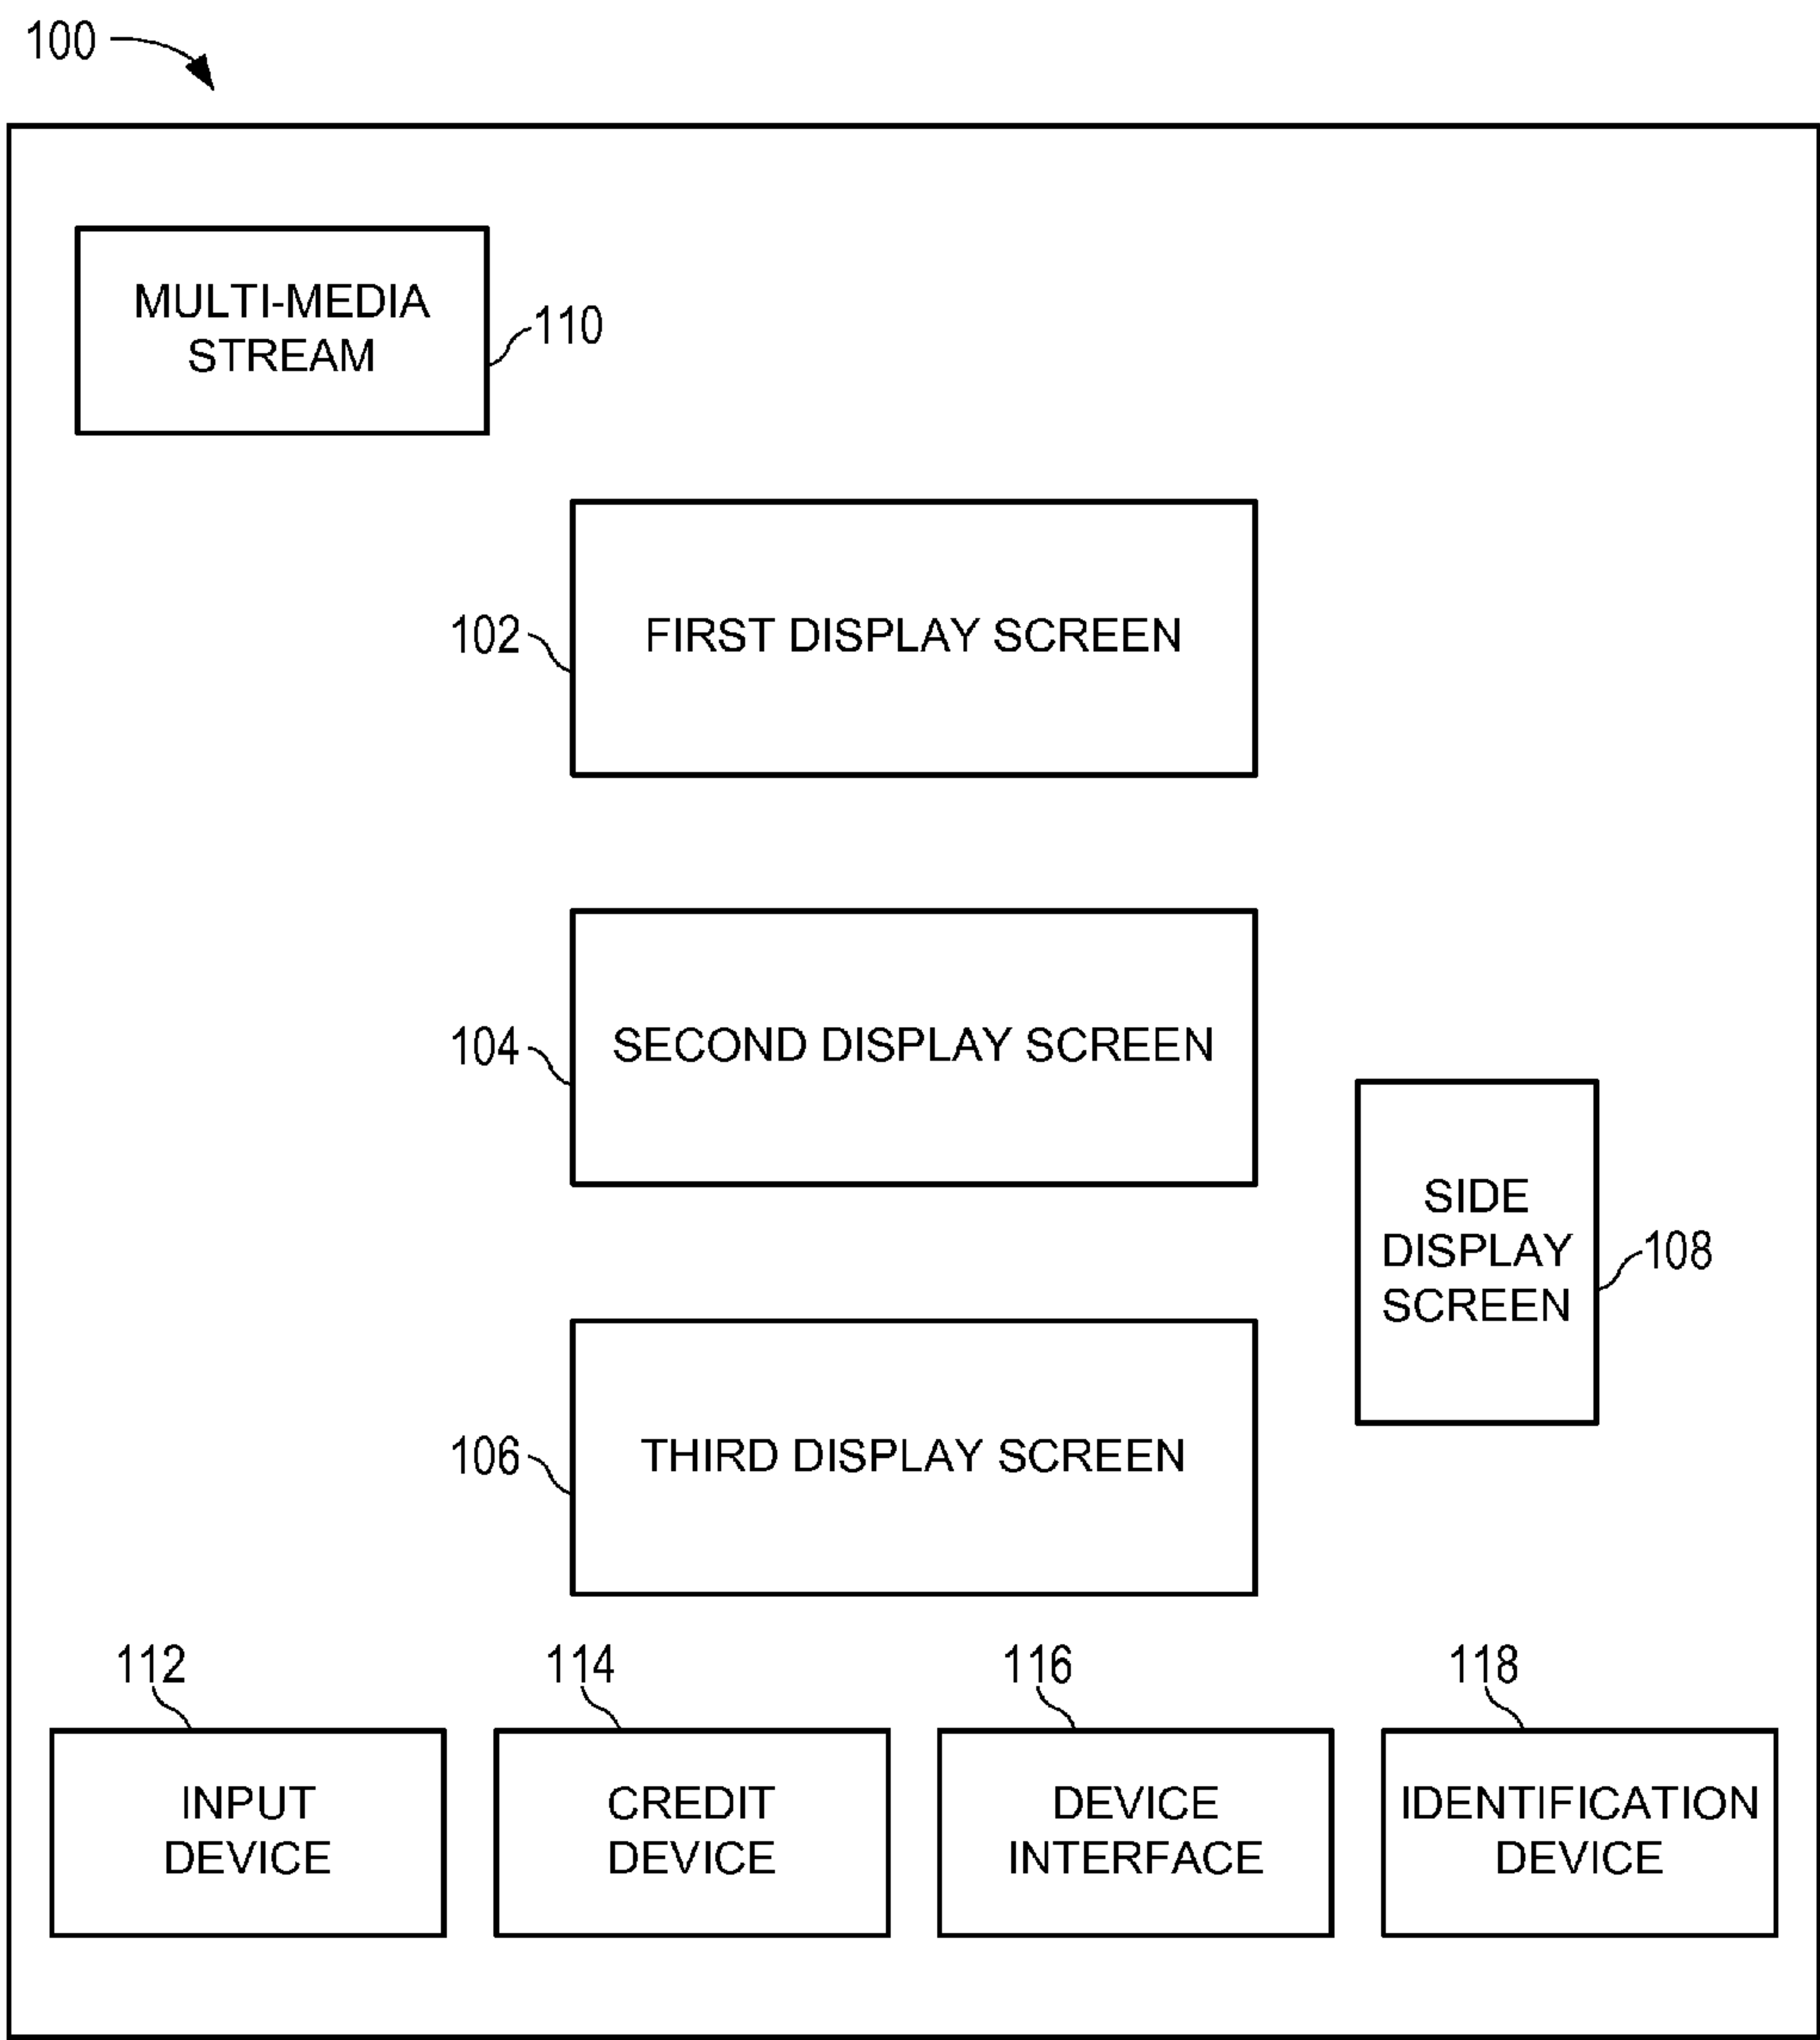 100
MULTI-MEDIA
STREAM
110
102
FIRST DISPLAY SCREEN
104
SECOND DISPLAY SCREEN
SIDE
DISPLAY
SCREEN
108
106
THIRD DISPLAY SCREEN
112
114
116
118
INPUT
DEVICE
CREDIT
DEVICE
DEVICE
INTERFACE
IDENTIFICATION
DEVICE